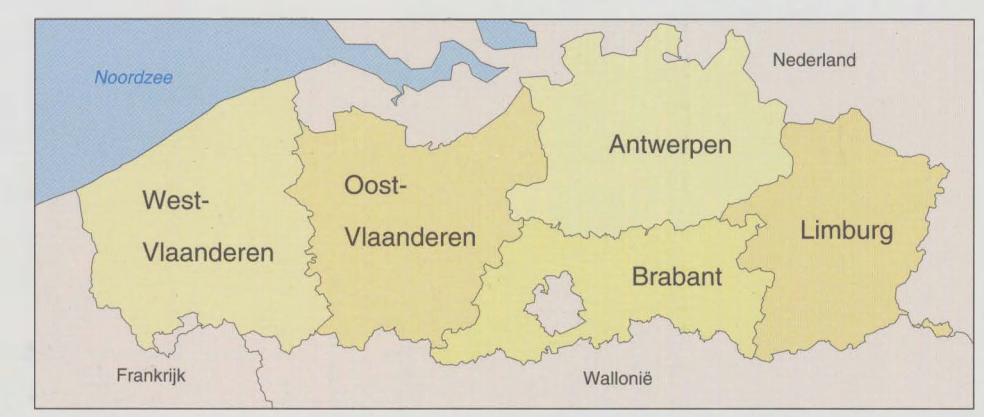 Noordzee
Nederland
Antwerpen
West-
Vlaanderen
Oost-
Vlaanderen
Limburg
Brabant
Frankrijk
Wallonië